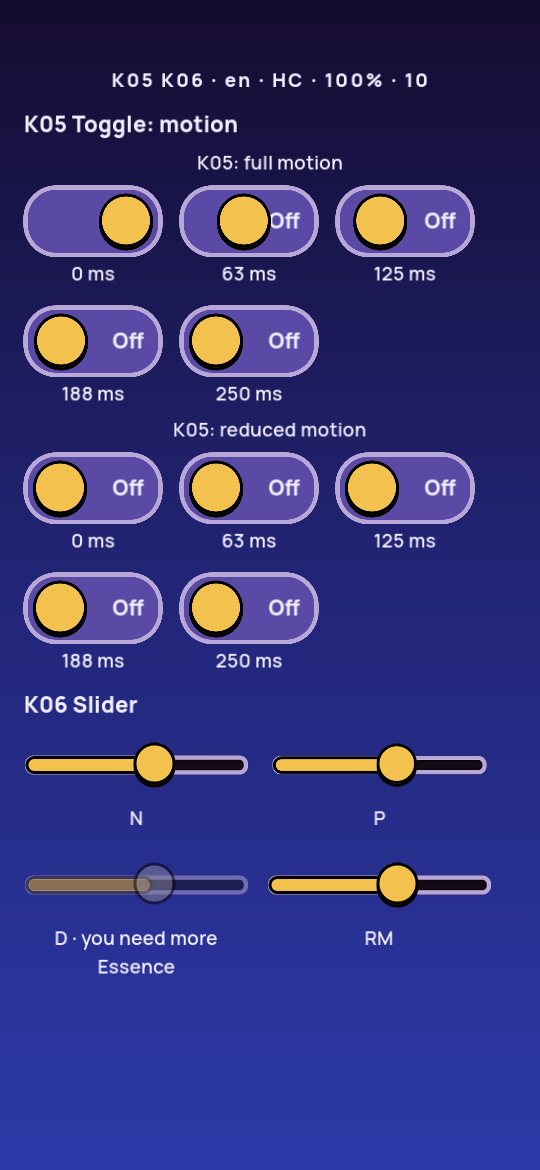 K05 K06 · en · HC · 100% · 10
K05 Toggle: motion
K05: full motion
Off Off
0 ms 63 ms 125 ms
Off Off
188 ms 250 ms
K05: reduced motion
Off Off Off
0 ms 63 ms 125 ms
Off Off
188 ms 250 ms
K06 Slider
N P
D · you need more RM
Essence